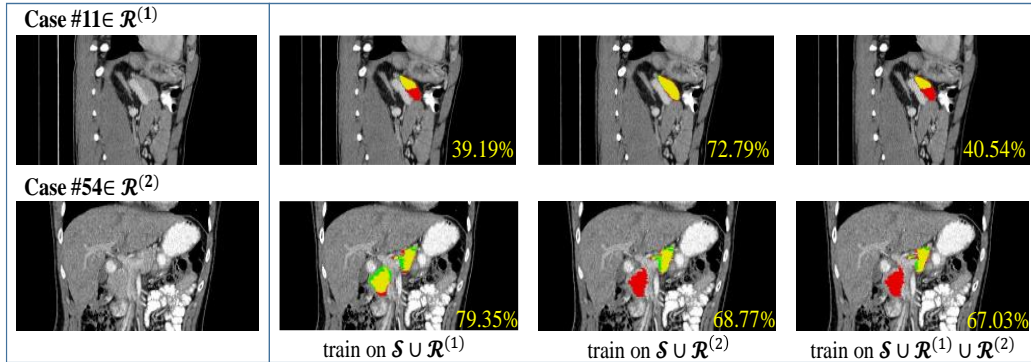 Case #11∈ 𝓡⁽¹⁾
39.19%
72.79%
40.54%
Case #54∈ 𝓡⁽²⁾
79.35%
68.77%
67.03%
train on 𝓢 ∪ 𝓡⁽¹⁾
train on 𝓢 ∪ 𝓡⁽²⁾
train on 𝓢 ∪ 𝓡⁽¹⁾ ∪ 𝓡⁽²⁾